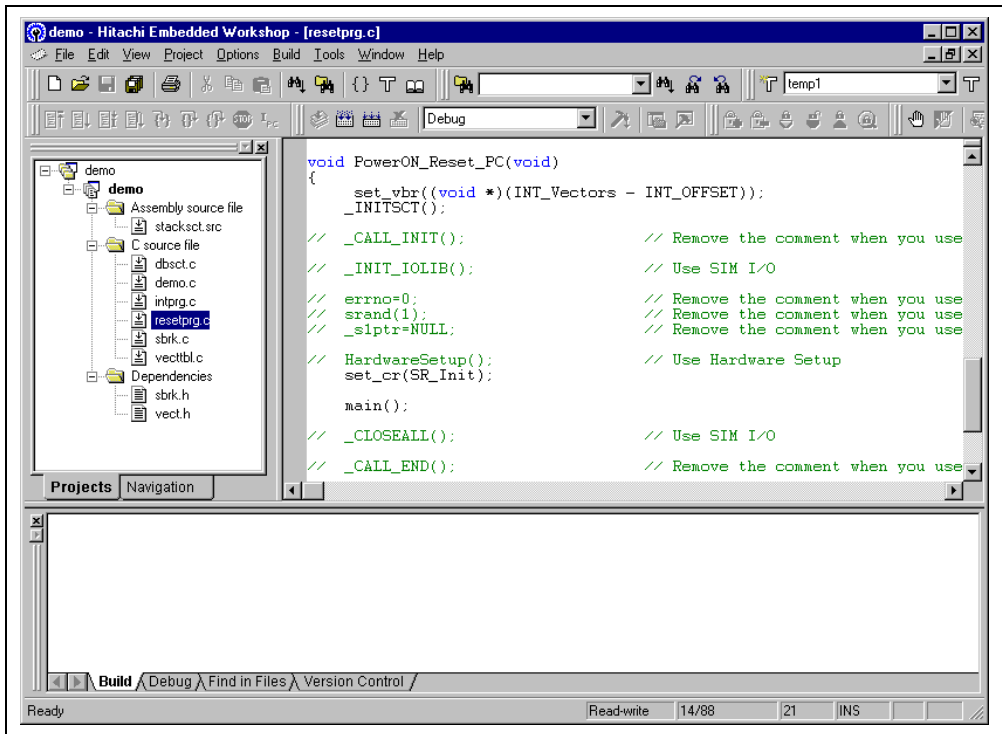 demo - Hitachi Embedded Workshop - [resetprg.c]
File Edit View Project Options Build Tools Window Help
temp1
Debug
demo
demo
Assembly source file
stacksct.src
C source file
dbsct.c
demo.c
intprg.c
resetprg.c
sbrk.c
vecttbl.c
Dependencies
sbrk.h
vect.h
Projects Navigation
void PowerON_Reset_PC(void)
{
set_vbr((void *)(INT_Vectors - INT_OFFSET));
_INITSCT();
// _CALL_INIT(); // Remove the comment when you use
// _INIT_IOLIB(); // Use SIM I/O
// errno=0; // Remove the comment when you use
// srand(1); // Remove the comment when you use
// _s1ptr=NULL; // Remove the comment when you use
// HardwareSetup(); // Use Hardware Setup
set_cr(SR_Init);
main();
// _CLOSEALL(); // Use SIM I/O
// _CALL_END(); // Remove the comment when you use
Build Debug Find in Files Version Control
Ready Read-write 14/88 21 INS